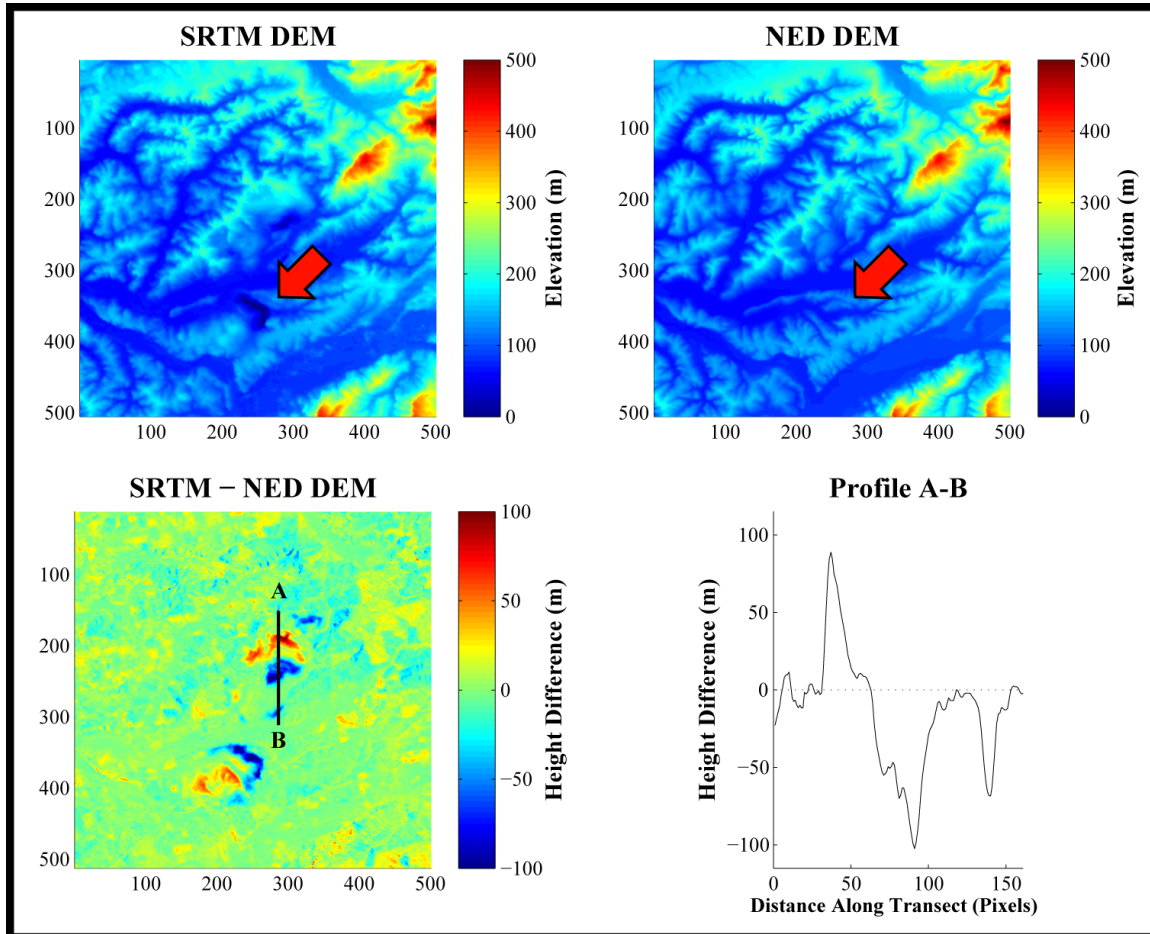 SRTM DEM
NED DEM
500
400
300
200
100
0
Elevation (m)
100
200
300
400
500
100 200 300 400 500
500
400
300
200
100
0
Elevation (m)
100
200
300
400
500
100 200 300 400 500
SRTM − NED DEM
Profile A-B
100
200
300
400
500
100 200 300 400 500
A
B
100
50
0
−50
−100
Height Difference (m)
100
50
0
−50
−100
Height Difference (m)
0 50 100 150
Distance Along Transect (Pixels)